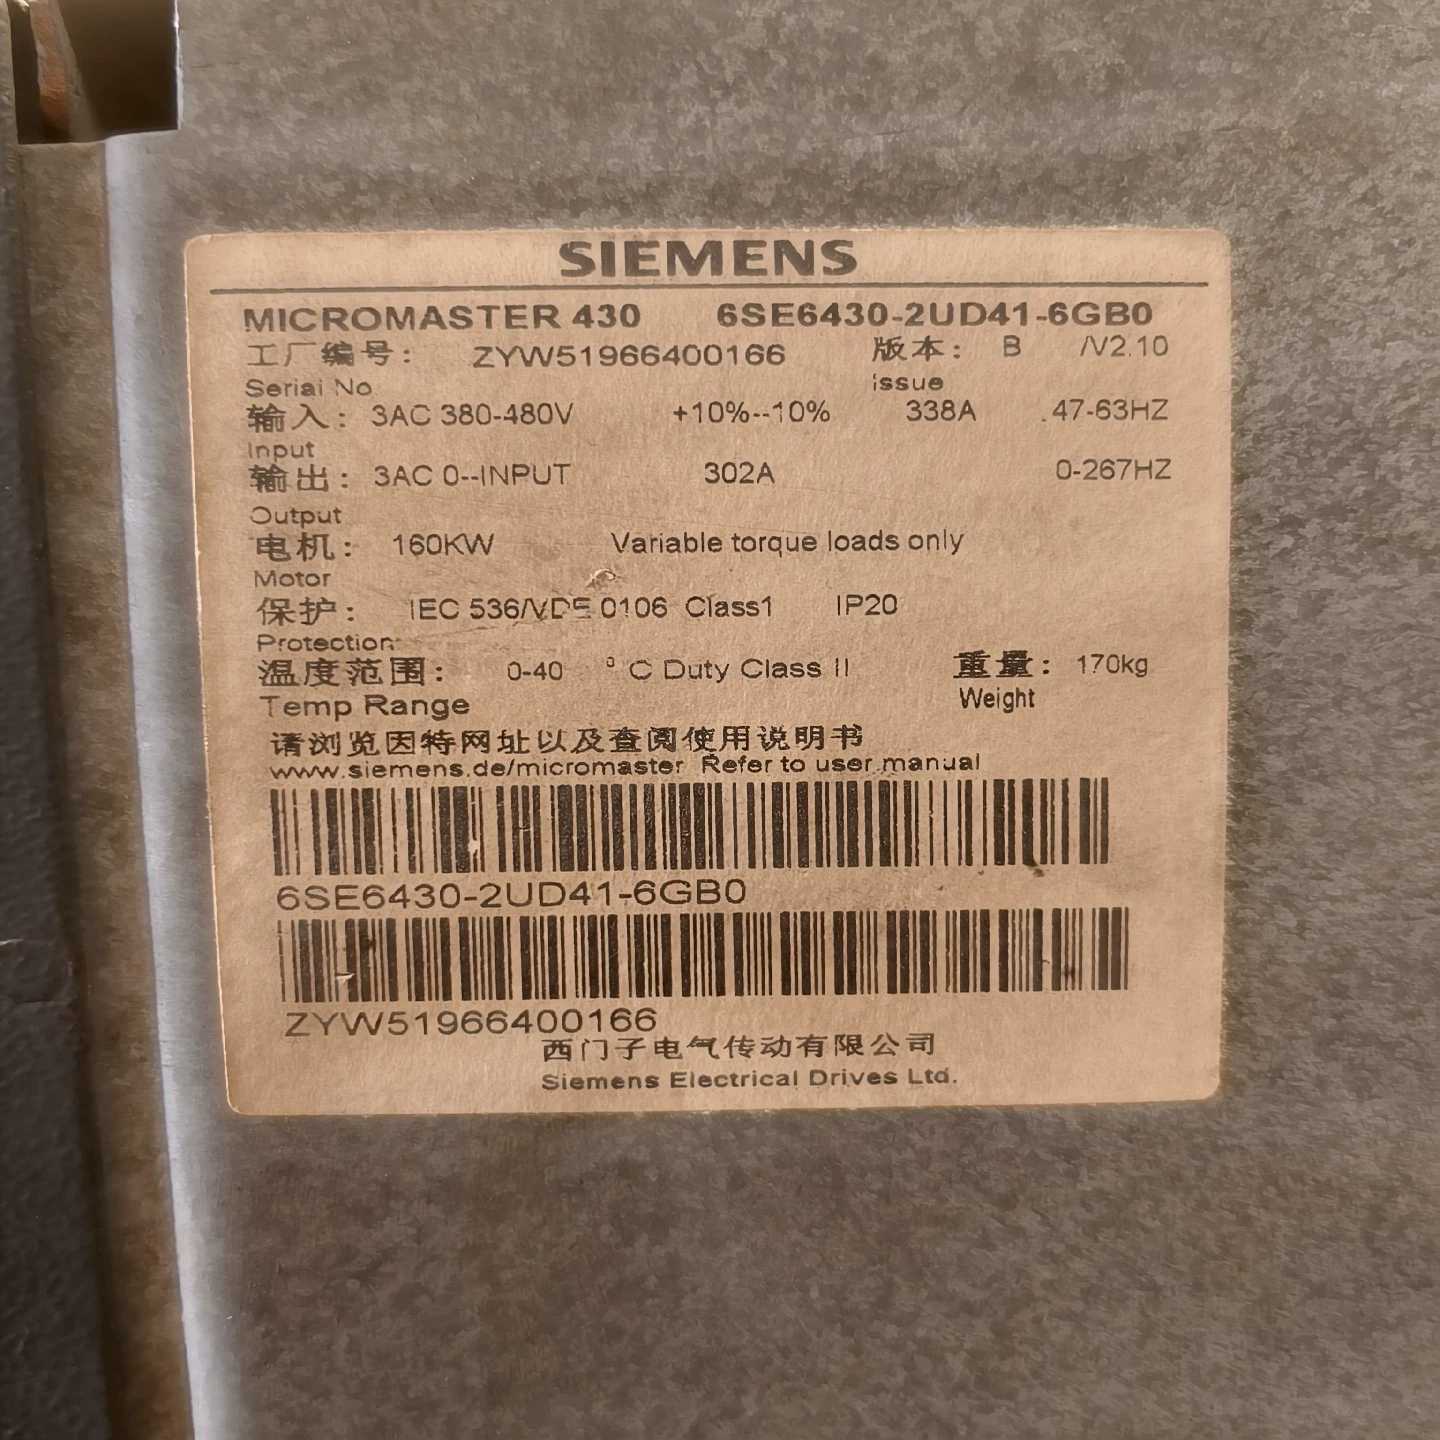 SIEMENS
MICROMASTER 430 6SE6430-2UD41-6GB0
工厂编号: ZYW51966400166 版本: B /V2.10
Serial No issue
输入: 3AC 380-480V +10%--10% 338A 47-63HZ
Input
输出: 3AC 0--INPUT 302A 0-267HZ
Output
电机: 160KW Variable torque loads only
Motor
保护: IEC 536/VDE 0106 Class1 IP20
Protection
温度范围: 0-40 °C Duty Class II 重量: 170kg
Temp Range Weight
请浏览因特网址以及查阅使用说明书
www.siemens.de/micromaster Refer to user manual
6SE6430-2UD41-6GB0
ZYW51966400166
西门子电气传动有限公司
Siemens Electrical Drives Ltd.